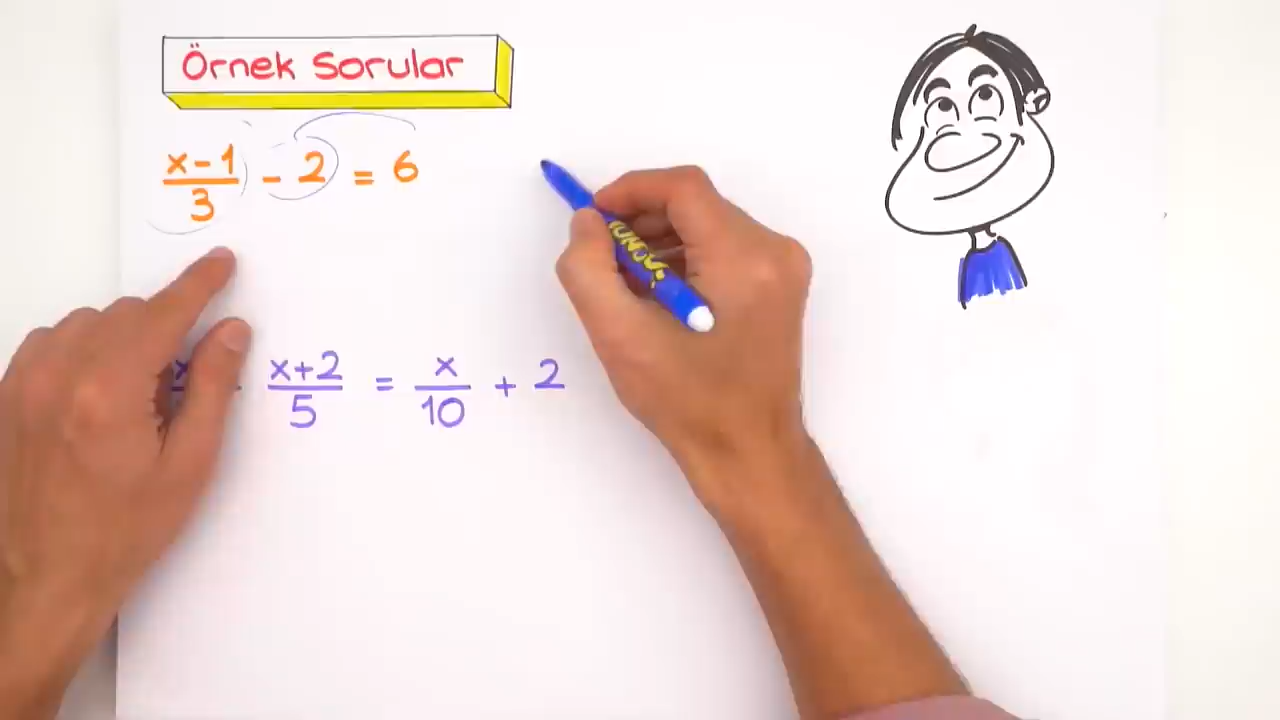 Örnek Sorular
x-1/3 - 2 = 6
x+2/5 = x/10 + 2